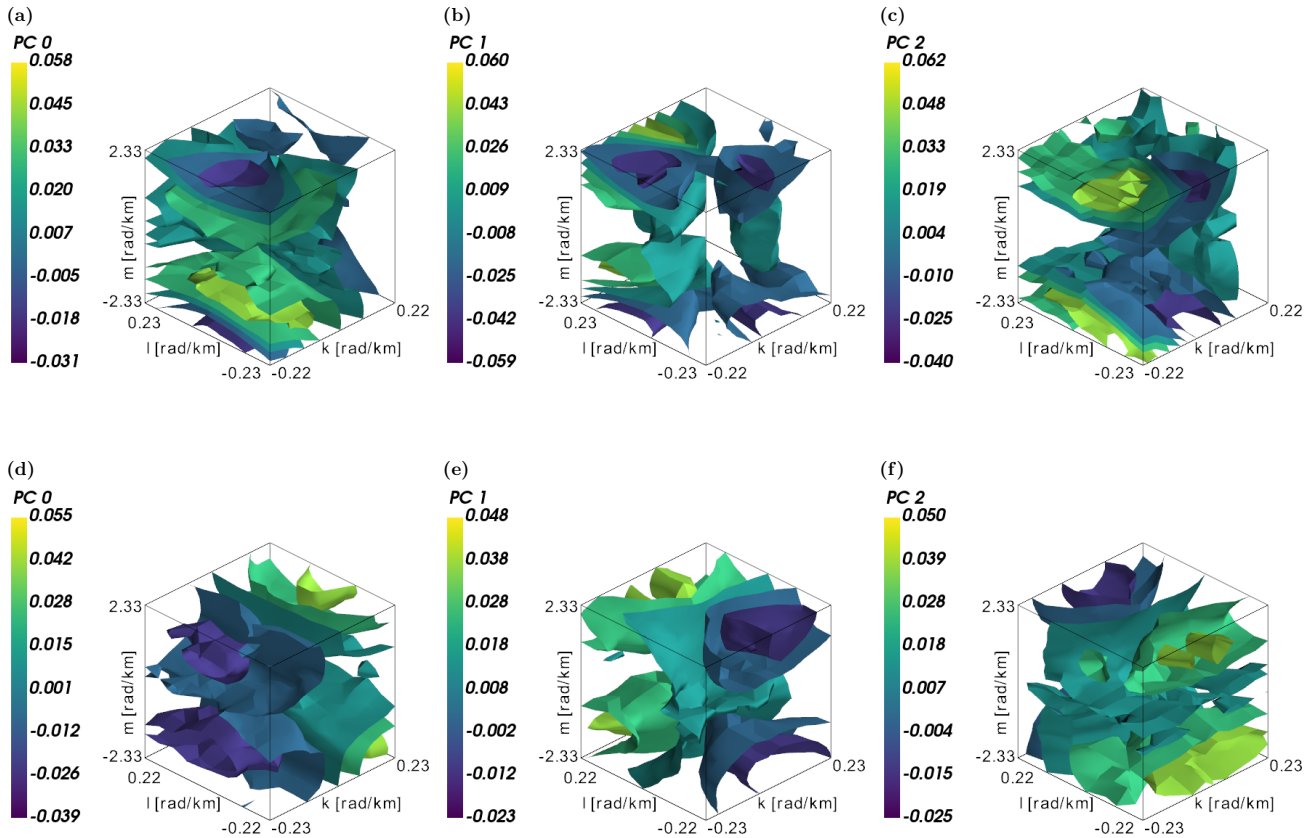 (a)
PC 0
0.058
0.045
0.033
0.020
0.007
-0.005
-0.018
-0.031
2.33
m [rad/km]
-2.33
0.23
l [rad/km]
-0.23
-0.22
k [rad/km]
0.22
(b)
PC 1
0.060
0.043
0.026
0.009
-0.008
-0.025
-0.042
-0.059
2.33
m [rad/km]
-2.33
0.23
l [rad/km]
-0.23
-0.22
k [rad/km]
0.22
(c)
PC 2
0.062
0.048
0.033
0.019
0.004
-0.010
-0.025
-0.040
2.33
m [rad/km]
-2.33
0.23
l [rad/km]
-0.23
-0.22
k [rad/km]
0.22
(d)
PC 0
0.055
0.042
0.028
0.015
0.001
-0.012
-0.026
-0.039
2.33
m [rad/km]
-2.33
0.22
l [rad/km]
-0.22
-0.23
k [rad/km]
0.23
(e)
PC 1
0.048
0.038
0.028
0.018
0.008
-0.002
-0.012
-0.023
2.33
m [rad/km]
-2.33
0.22
l [rad/km]
-0.22
-0.23
k [rad/km]
0.23
(f)
PC 2
0.050
0.039
0.028
0.018
0.007
-0.004
-0.015
-0.025
2.33
m [rad/km]
-2.33
0.22
l [rad/km]
-0.22
-0.23
k [rad/km]
0.23